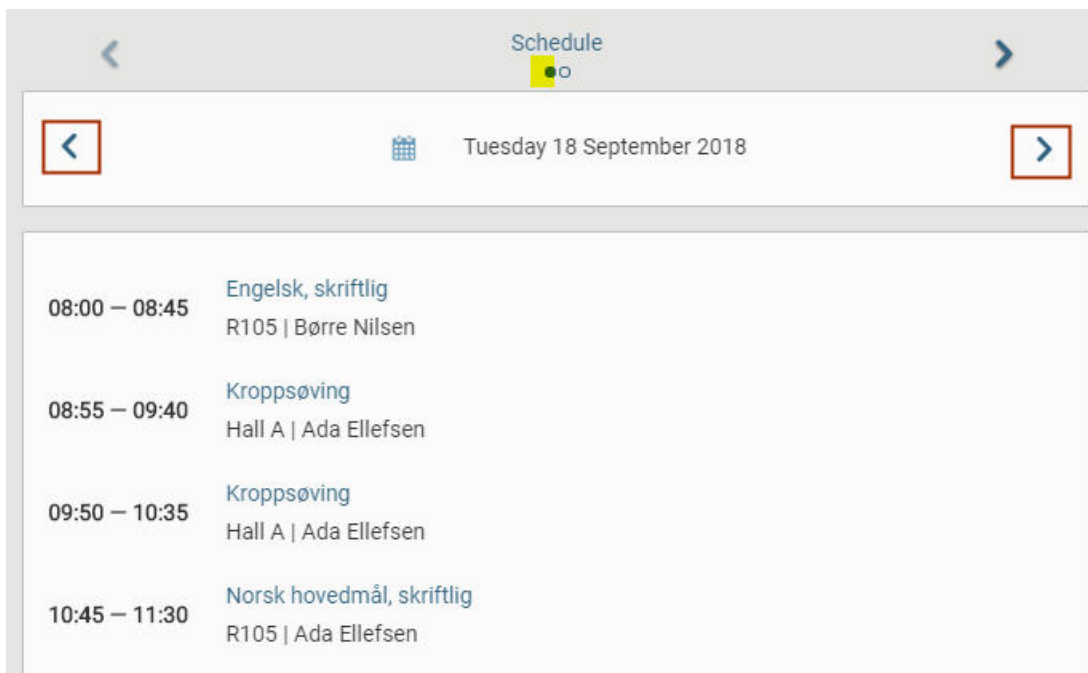 Schedule
Tuesday 18 September 2018
08:00 — 08:45
Engelsk, skriftlig
R105 | Børre Nilsen
08:55 — 09:40
Kroppsøving
Hall A | Ada Ellefsen
09:50 — 10:35
Kroppsøving
Hall A | Ada Ellefsen
10:45 — 11:30
Norsk hovedmål, skriftlig
R105 | Ada Ellefsen